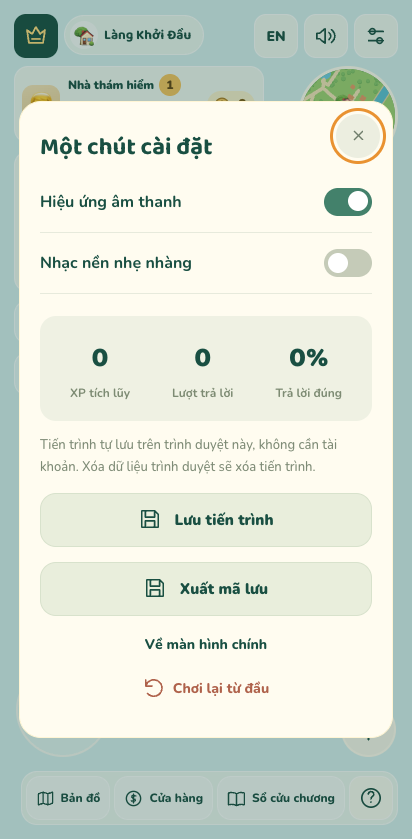 Làng Khởi Đầu
EN
Nhà thám hiểm 1
Một chút cài đặt
Hiệu ứng âm thanh
Nhạc nền nhẹ nhàng
0
0
0%
XP tích lũy
Lượt trả lời
Trả lời đúng
Tiến trình tự lưu trên trình duyệt này, không cần tài
khoản. Xóa dữ liệu trình duyệt sẽ xóa tiến trình.
Lưu tiến trình
Xuất mã lưu
Về màn hình chính
Chơi lại từ đầu
Bản đồ
Cửa hàng
Sổ cửu chương